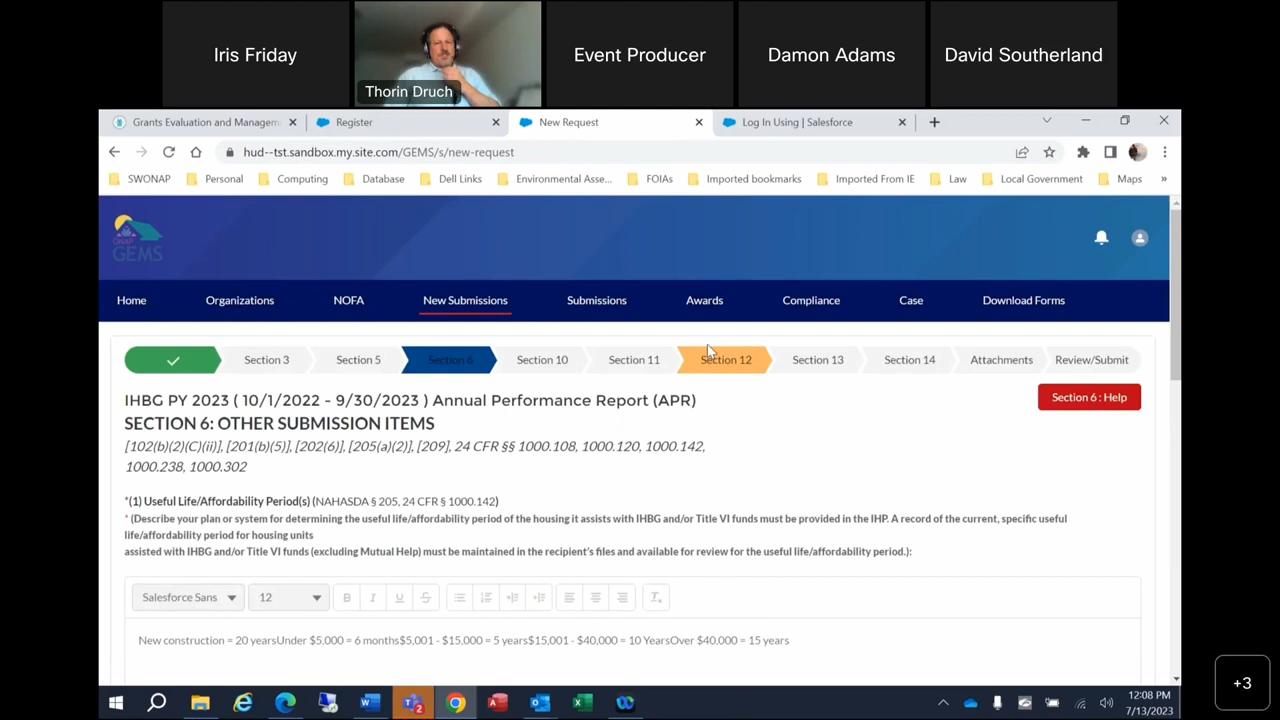 Iris Friday
Thorin Druch
Event Producer
Damon Adams
David Southerland
Grants Evaluation and Managem
Register
New Request
Log In Using | Salesforce
hud--tst.sandbox.my.site.com/GEMS/s/new-request
SWONAP
Personal
Computing
Database
Dell Links
Environmental Asse...
FOIAs
Imported bookmarks
Imported From IE
Law
Local Government
Maps
»
ONAP
GEMS
Home
Organizations
NOFA
New Submissions
Submissions
Awards
Compliance
Case
Download Forms
Section 3
Section 5
Section 6
Section 10
Section 11
Section 12
Section 13
Section 14
Attachments
Review/Submit
IHBG PY 2023 ( 10/1/2022 - 9/30/2023 ) Annual Performance Report (APR)
Section 6 : Help
SECTION 6: OTHER SUBMISSION ITEMS
[102(b)(2)(C)(ii)], [201(b)(5)], [202(6)], [205(a)(2)], [209], 24 CFR §§ 1000.108, 1000.120, 1000.142,
1000.238, 1000.302
*(1) Useful Life/Affordability Period(s) (NAHASDA § 205, 24 CFR § 1000.142)
* (Describe your plan or system for determining the useful life/affordability period of the housing it assists with IHBG and/or Title VI funds must be provided in the IHP. A record of the current, specific useful
life/affordability period for housing units
assisted with IHBG and/or Title VI funds (excluding Mutual Help) must be maintained in the recipient's files and available for review for the useful life/affordability period.):
Salesforce Sans
12
B I U S
New construction = 20 yearsUnder $5,000 = 6 months$5,001 - $15,000 = 5 years$15,001 - $40,000 = 10 YearsOver $40,000 = 15 years
12:08 PM
7/13/2023
+3